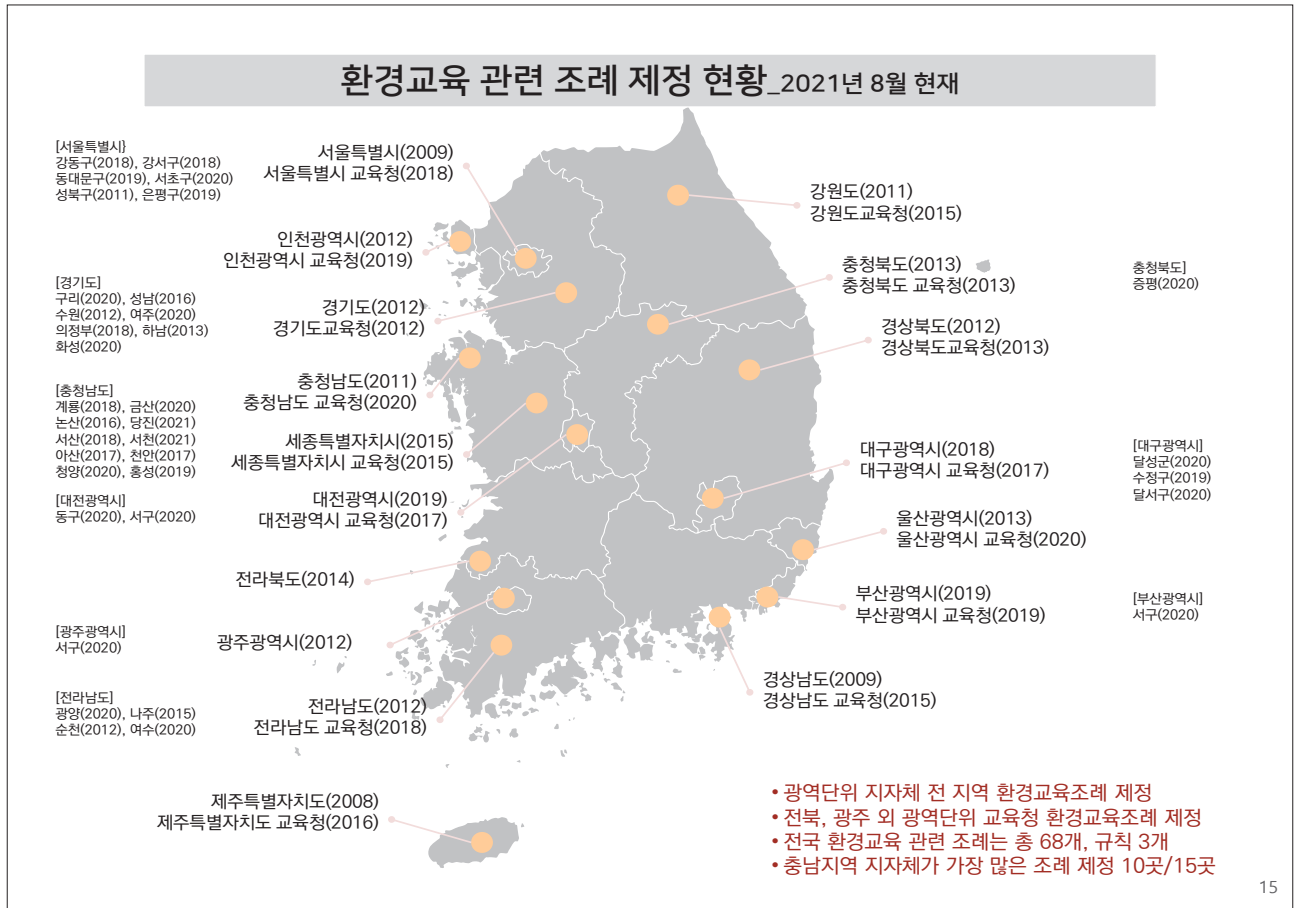 환경교육 관련 조례 제정 현황_2021년 8월 현재
[서울특별시}
강동구(2018), 강서구(2018)
동대문구(2019), 서초구(2020)
성북구(2011), 은평구(2019)
서울특별시(2009)
서울특별시 교육청(2018)
강원도(2011)
강원도교육청(2015)
인천광역시(2012)
인천광역시 교육청(2019)
충청북도(2013)
충청북도 교육청(2013)
충청북도]
증평(2020)
[경기도]
구리(2020), 성남(2016)
수원(2012), 여주(2020)
의정부(2018), 하남(2013)
화성(2020)
경기도(2012)
경기도교육청(2012)
경상북도(2012)
경상북도교육청(2013)
[충청남도]
계룡(2018), 금산(2020)
논산(2016), 당진(2021)
서산(2018), 서천(2021)
아산(2017), 천안(2017)
청양(2020), 홍성(2019)
충청남도(2011)
충청남도 교육청(2020)
세종특별자치시(2015)
세종특별자치시 교육청(2015)
대구광역시(2018)
대구광역시 교육청(2017)
[대구광역시]
달성군(2020)
수정구(2019)
달서구(2020)
[대전광역시]
동구(2020), 서구(2020)
대전광역시(2019)
대전광역시 교육청(2017)
울산광역시(2013)
울산광역시 교육청(2020)
전라북도(2014)
부산광역시(2019)
부산광역시 교육청(2019)
[부산광역시]
서구(2020)
[광주광역시]
서구(2020)
광주광역시(2012)
경상남도(2009)
경상남도 교육청(2015)
[전라남도]
광양(2020), 나주(2015)
순천(2012), 여수(2020)
전라남도(2012)
전라남도 교육청(2018)
제주특별자치도(2008)
제주특별자치도 교육청(2016)
• 광역단위 지자체 전 지역 환경교육조례 제정
• 전북, 광주 외 광역단위 교육청 환경교육조례 제정
• 전국 환경교육 관련 조례는 총 68개, 규칙 3개
• 충남지역 지자체가 가장 많은 조례 제정 10곳/15곳
15